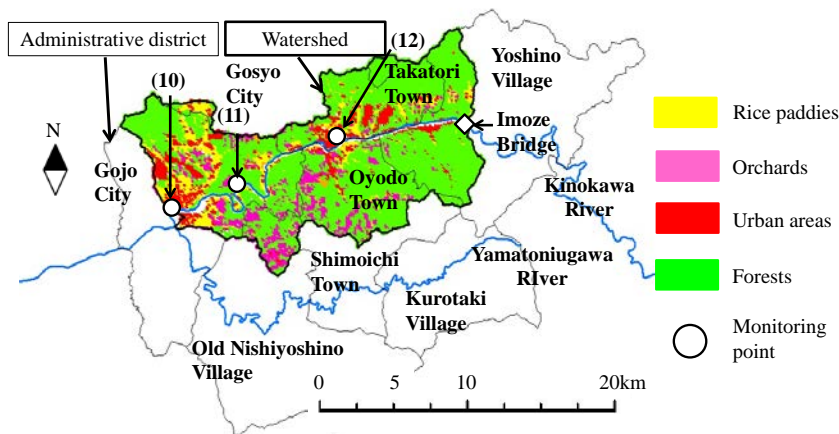 Administrative district
Watershed
(12)
Yoshino
Village
(10)
Gosyo
City
Takatori
Town
(11)
Imoze
Bridge
N
Gojo
City
Oyodo
Town
Kinokawa
River
Shimoichi
Town
Yamatoniugawa
RIver
Kurotaki
Village
Old Nishiyoshino
Village
0 5 10 20km
Rice paddies
Orchards
Urban areas
Forests
Monitoring
point